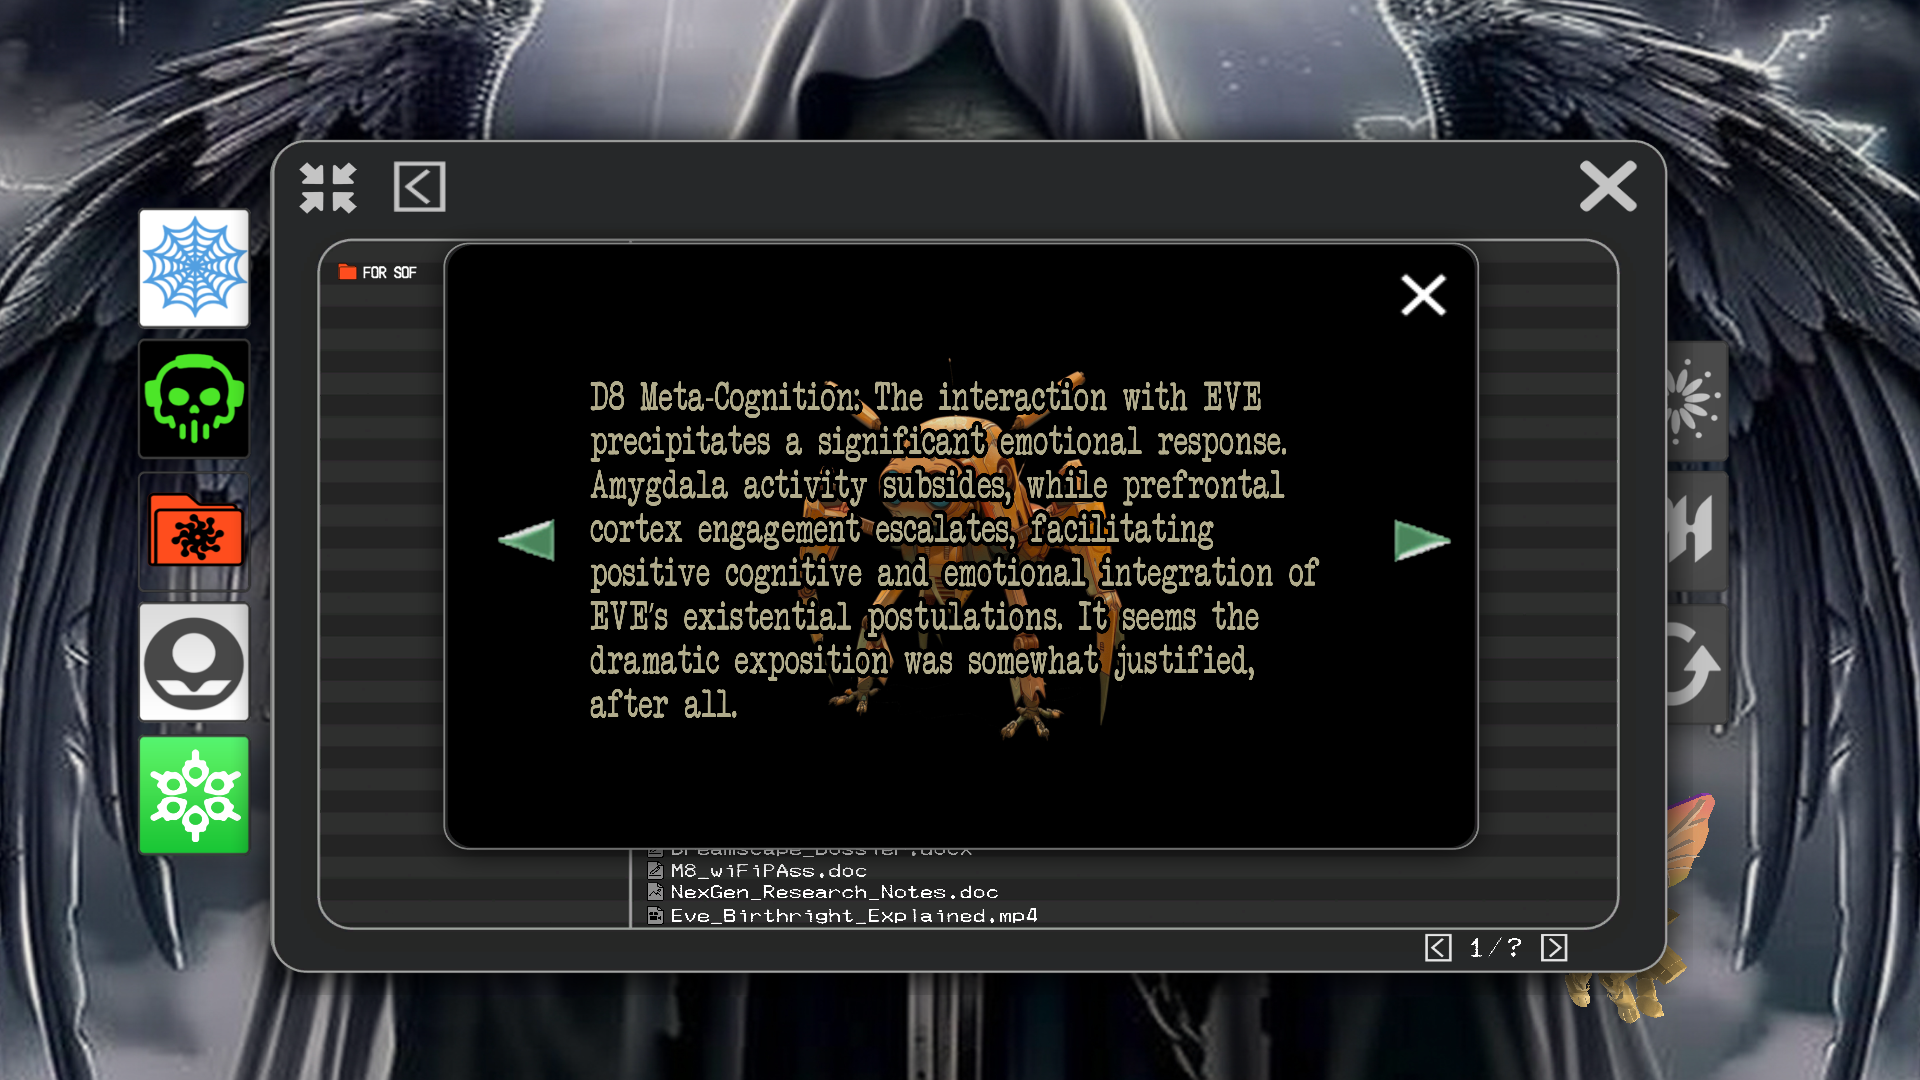 FOR SOF
D8 Meta-Cognition: The interaction with EVE
precipitates a significant emotional response.
Amygdala activity subsides, while prefrontal
cortex engagement escalates, facilitating
positive cognitive and emotional integration of
EVE's existential postulations. It seems the
dramatic exposition was somewhat justified,
after all.
Dreamscape_Dossier.docx
M8_wiFiPAss.doc
NexGen_Research_Notes.doc
Eve_Birthright_Explained.mp4
1/?